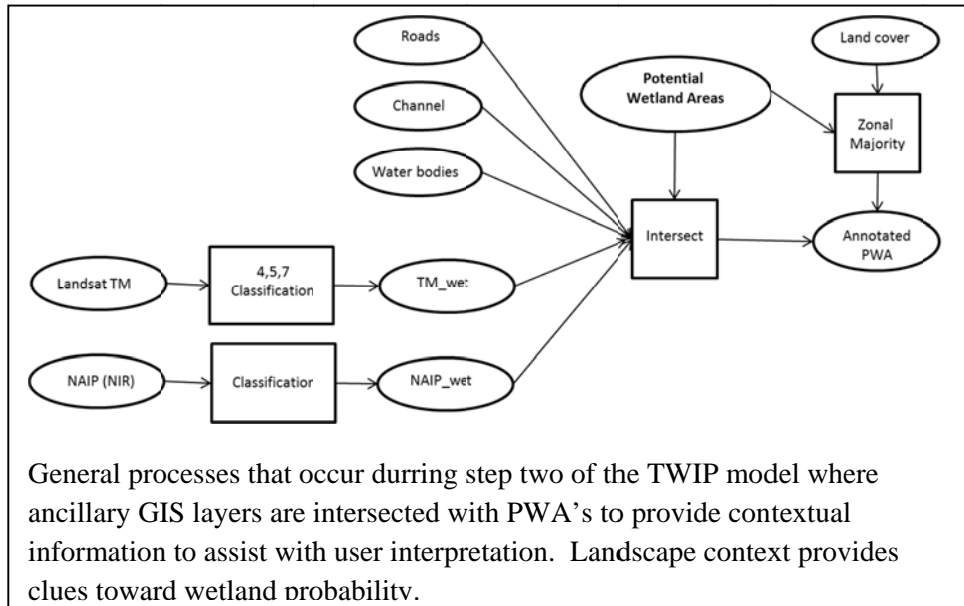 Roads
Land cover
Potential
Wetland Areas
Channel
Zonal
Majority
Water bodies
Intersect
Annotated
PWA
4,5,7
Classification
Landsat TM
TM_wet
NAIP (NIR)
Classification
NAIP_wet
General processes that occur durring step two of the TWIP model where
ancillary GIS layers are intersected with PWA’s to provide contextual
information to assist with user interpretation.  Landscape context provides
clues toward wetland probability.